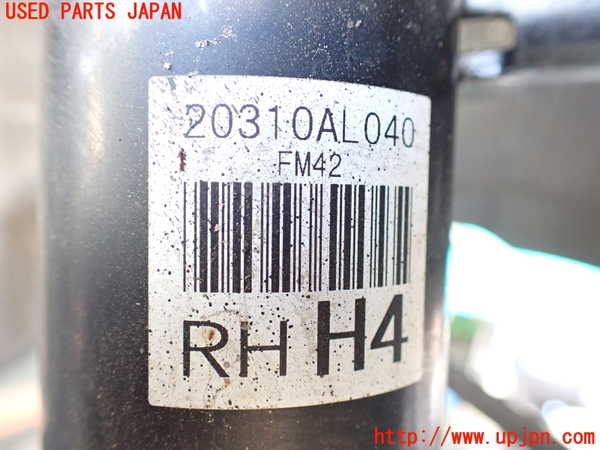 USED PARTS JAPAN
20310AL040
FM42
RH H4
http://www.upjpn.com/